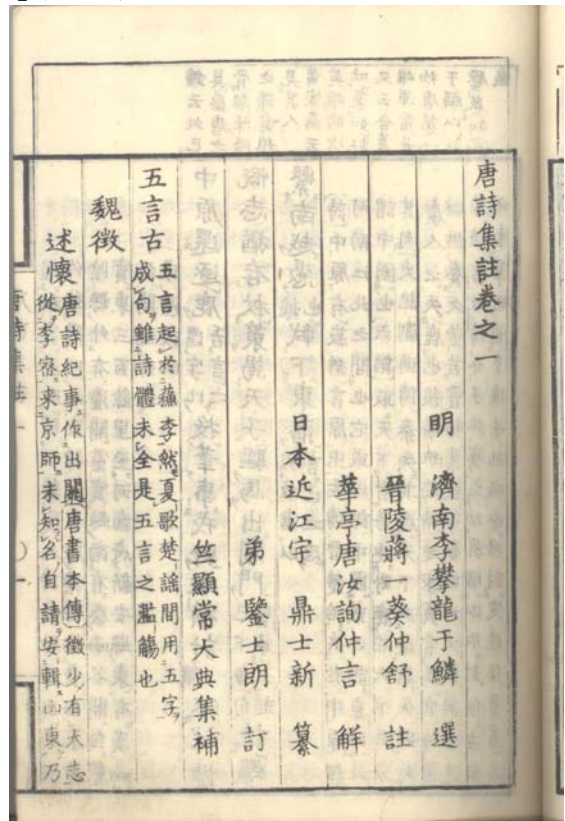 唐詩集註卷之一
明 濟南李攀龍于鱗 選
晉陵蔣 葵仲舒 註
華亭唐汝詢仲言 解
日本近江宇 鼎士新 纂
弟 鑒士朗 訂
竺顯常大典集補
五言古 五言起於蘇李然夏歌楚謠間用五字
成句雖詩體未全是五言之濫觴也
魏徵
述懷 唐詩紀事作出關唐書本傳徵少有大志
從李密来京師未知名自請安輯山東乃
唐詩集註 一